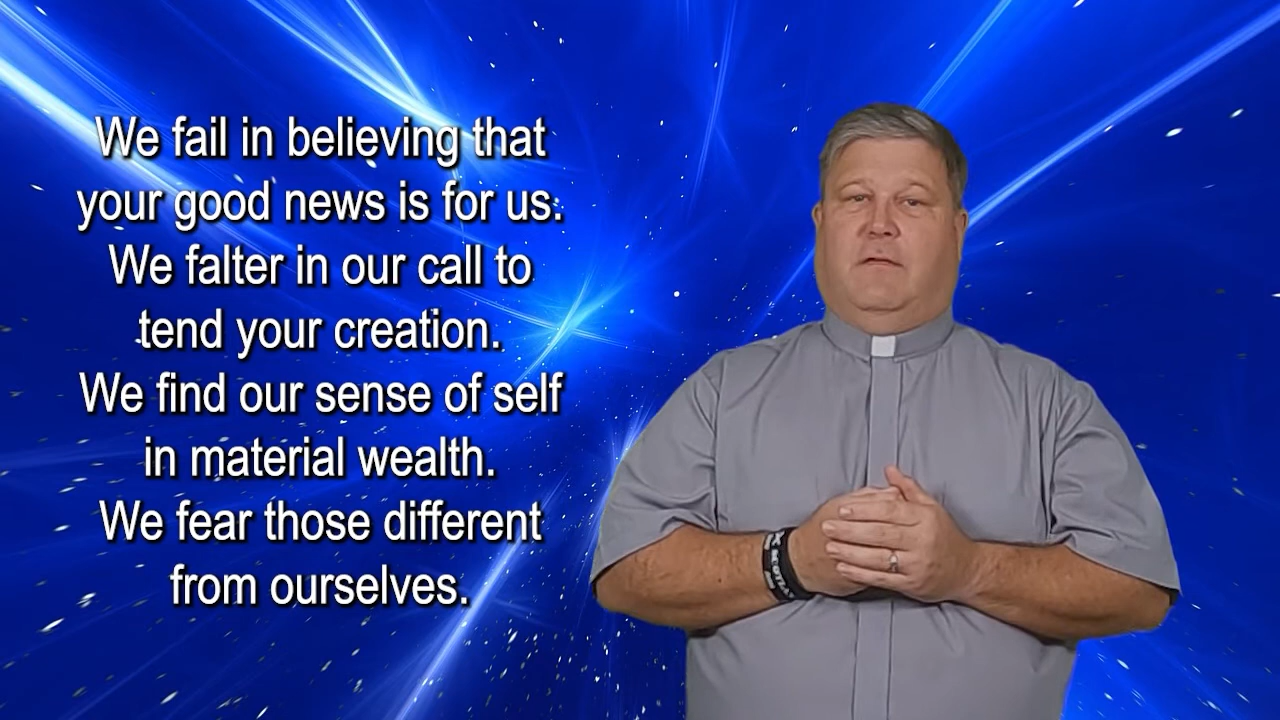 We fail in believing that
your good news is for us.
We falter in our call to
tend your creation.
We find our sense of self
in material wealth.
We fear those different
from ourselves.